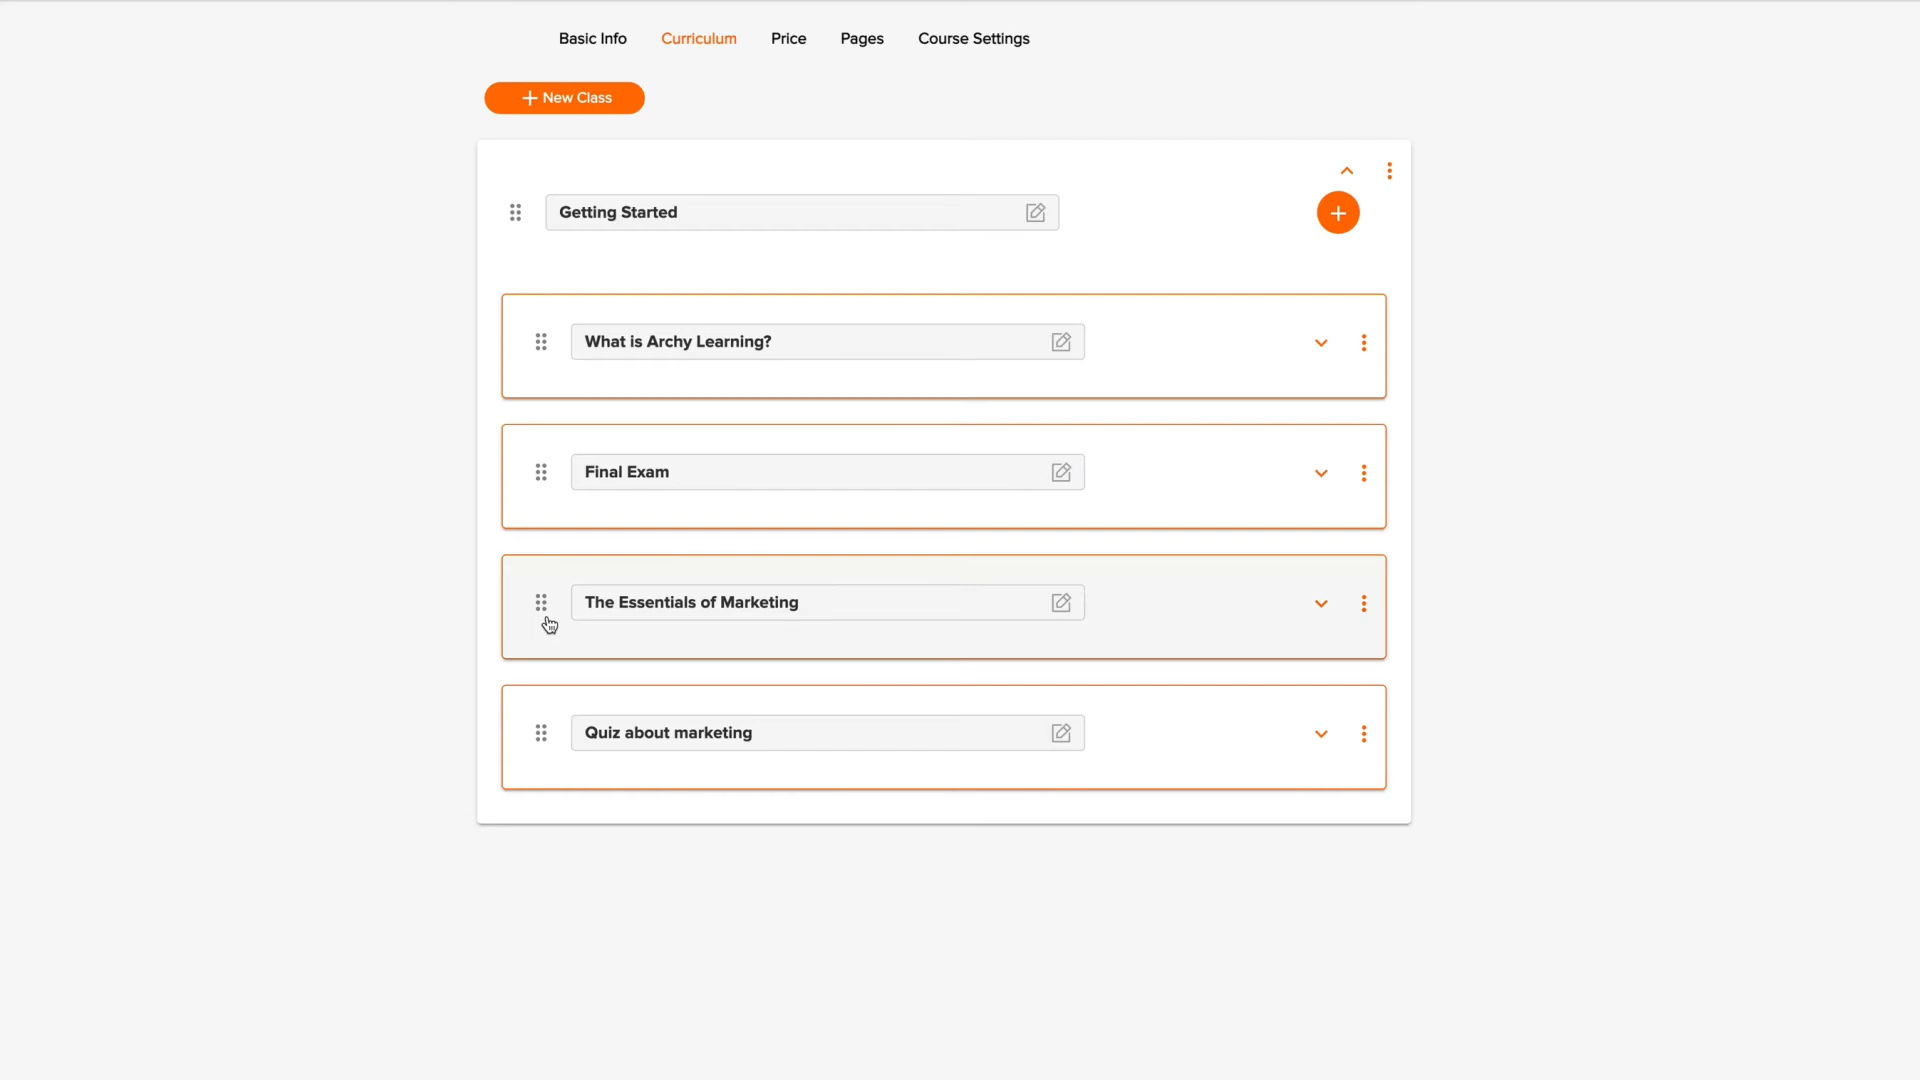 Basic Info Curriculum Price Pages Course Settings
+ New Class
Getting Started
What is Archy Learning?
Final Exam
The Essentials of Marketing
Quiz about marketing